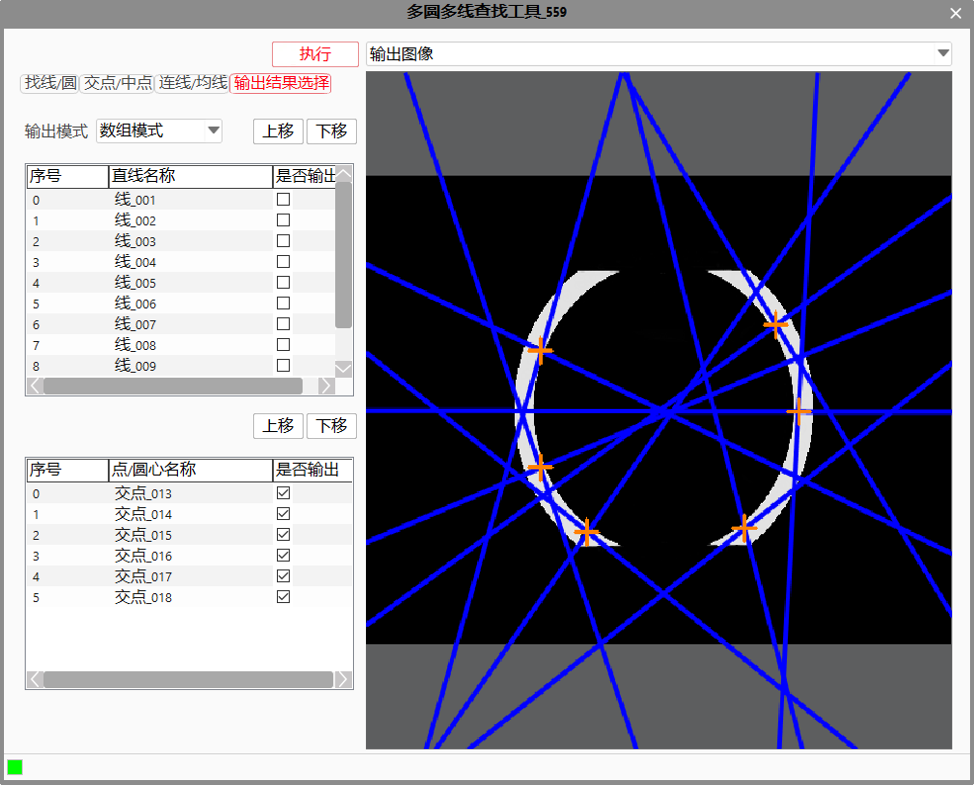 多圆多线查找工具_559
执行
输出图像
找线/圆 交点/中点 连线/均线 输出结果选择
输出模式 数组模式 上移 下移
序号 直线名称 是否输出
0 线_001
1 线_002
2 线_003
3 线_004
4 线_005
5 线_006
6 线_007
7 线_008
8 线_009
上移 下移
序号 点/圆心名称 是否输出
0 交点_013
1 交点_014
2 交点_015
3 交点_016
4 交点_017
5 交点_018